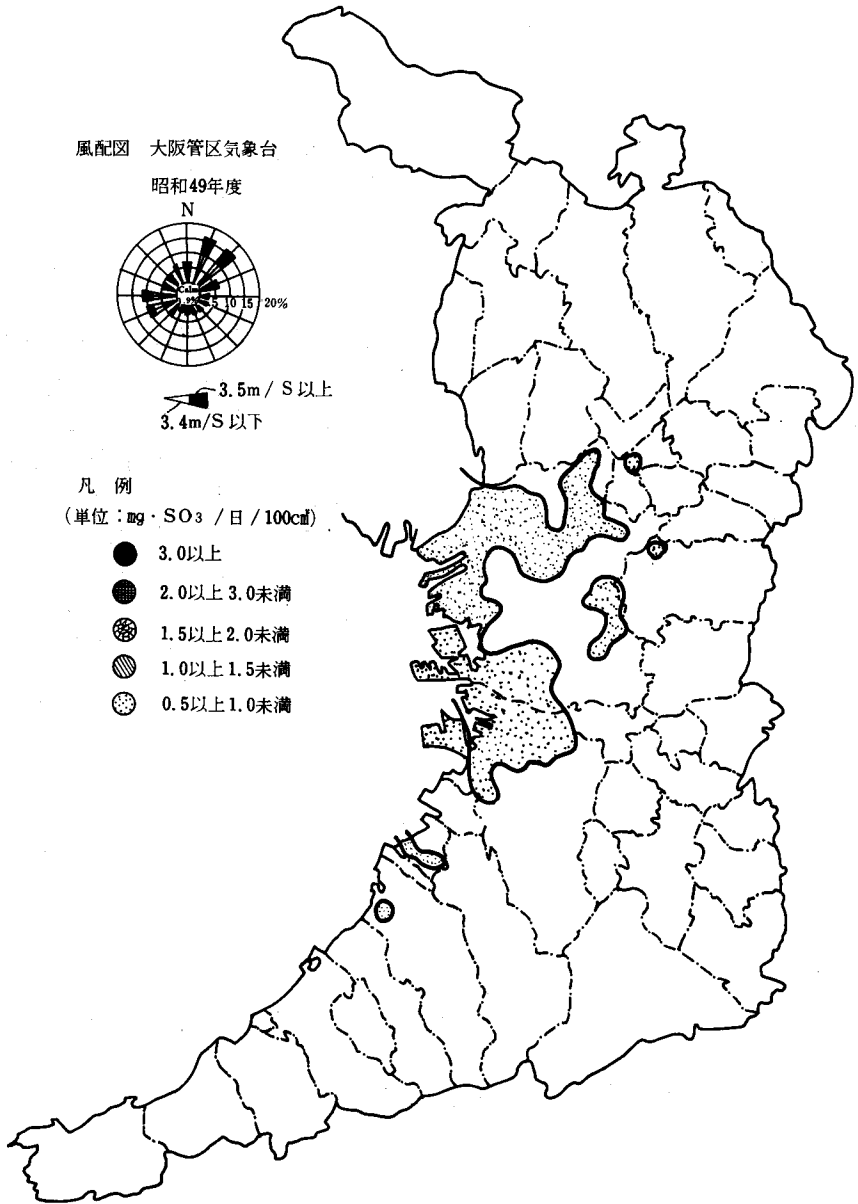 風配図 大阪管区気象台
昭和49年度
N
Calm
5 10 15 20%
3.5m/S以上
3.4m/S以下
凡例
(単位:mg・SO3/日/100c㎡)
3.0以上
2.0以上3.0未満
1.5以上2.0未満
1.0以上1.5未満
0.5以上1.0未満